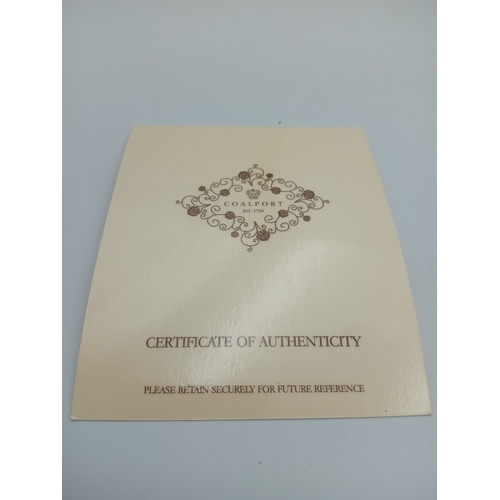 COALPORT
EST. 1750
CERTIFICATE OF AUTHENTICITY
PLEASE RETAIN SECURELY FOR FUTURE REFERENCE